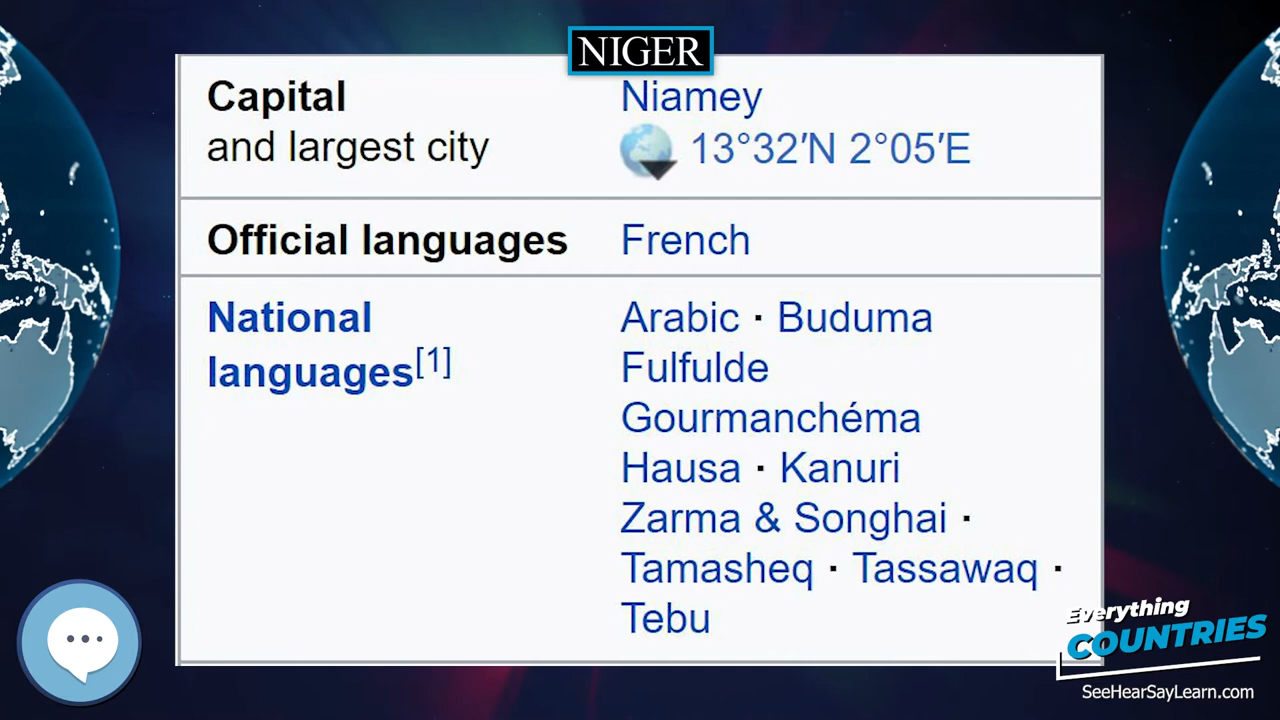 NIGER
Capital
and largest city
Niamey
13°32′N 2°05′E
Official languages
French
National
languages[1]
Arabic · Buduma
Fulfulde
Gourmanchéma
Hausa · Kanuri
Zarma & Songhai ·
Tamasheq · Tassawaq ·
Tebu
Everything
COUNTRIES
SeeHearSayLearn.com